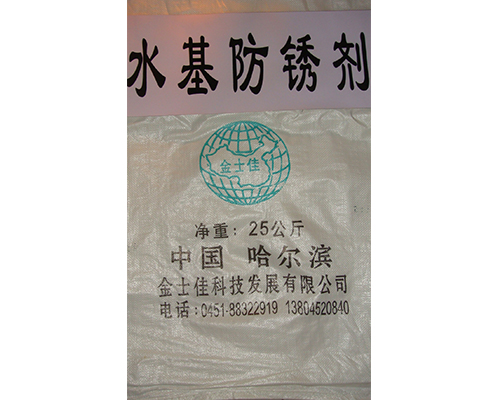 水基防锈剂
金士佳
净重：25公斤
中国 哈尔滨
金士佳科技发展有限公司
电话：0451-88322919 13804520840